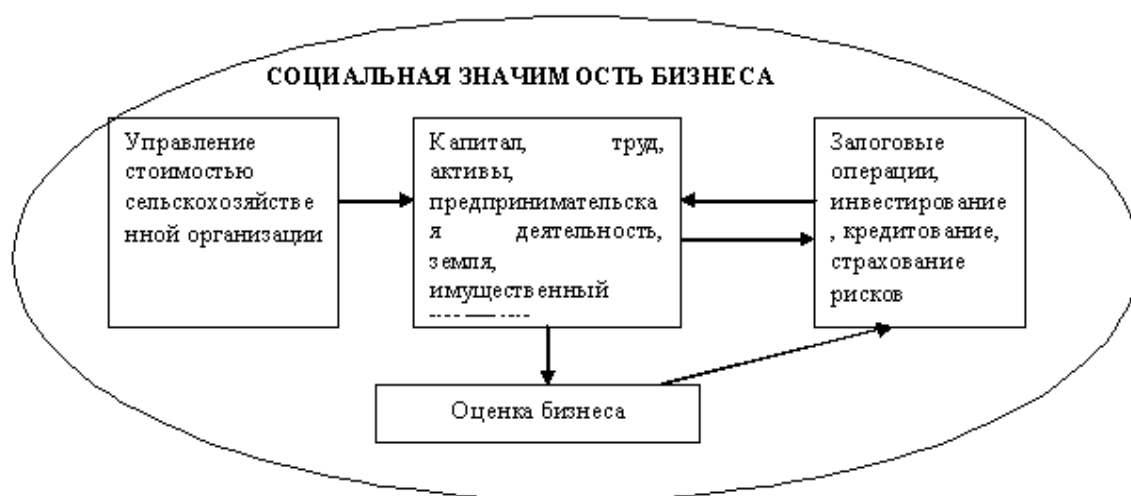 СОЦИАЛЬНАЯ ЗНАЧИМОСТЬ БИЗНЕСА
Управление
стоимостью
сельскохозяйстве
нной организации
Капитал, труд,
активы,
предпринимательска
я деятельность,
земля,
имущественный
Залоговые
операции,
инвестирование
, кредитование,
страхование
рисков
Оценка бизнеса